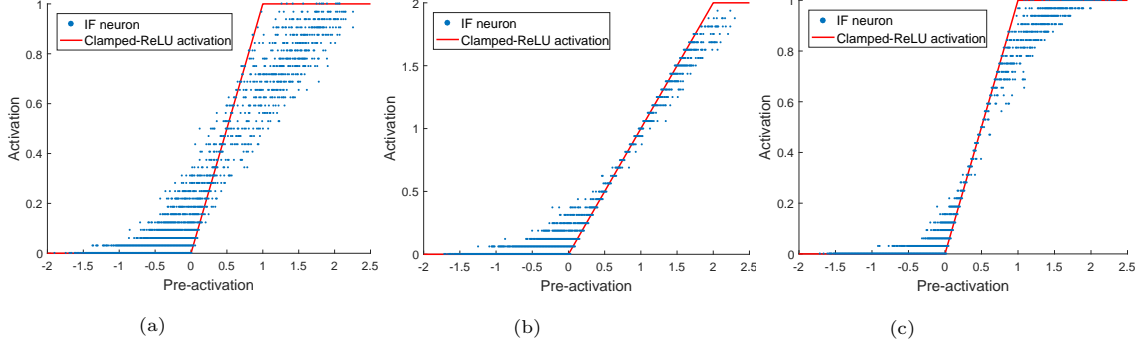 IF neuron
Clamped-ReLU activation
1
0.8
0.6
0.4
0.2
0
Activation
-2 -1.5 -1 -0.5 0 0.5 1 1.5 2 2.5
Pre-activation
(a)
IF neuron
Clamped-ReLU activation
2
1.5
1
0.5
0
Activation
-2 -1.5 -1 -0.5 0 0.5 1 1.5 2 2.5
Pre-activation
(b)
IF neuron
Clamped-ReLU activation
1
0.8
0.6
0.4
0.2
0
Activation
-2 -1.5 -1 -0.5 0 0.5 1 1.5 2 2.5
Pre-activation
(c)